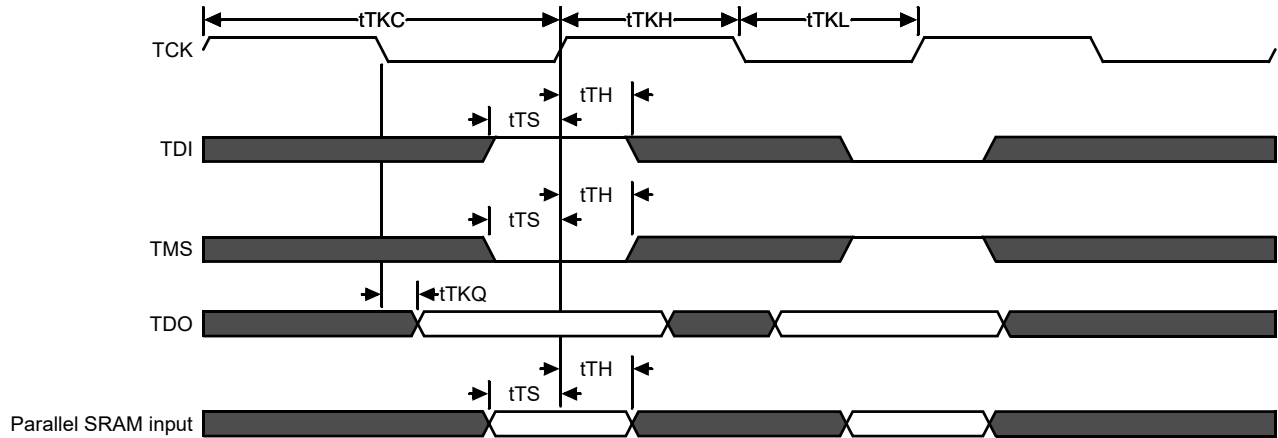 tTKC
tTKH
tTKL
TCK
tTH
tTS
TDI
tTH
tTS
TMS
tTKQ
TDO
tTH
tTS
Parallel SRAM input